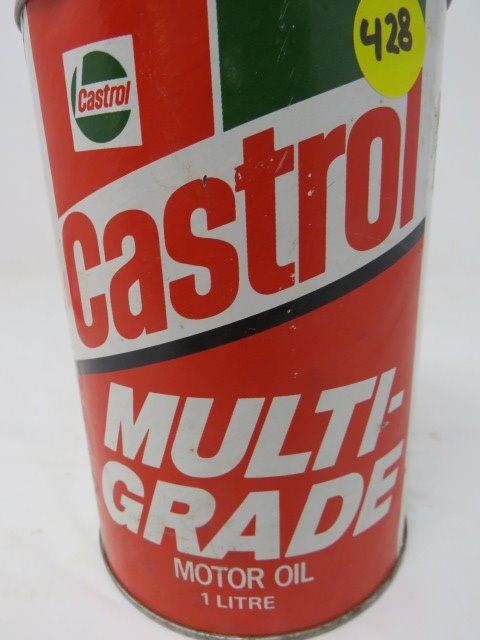 428
Castrol
Castrol
MULTI-
GRADE
MOTOR OIL
1 LITRE